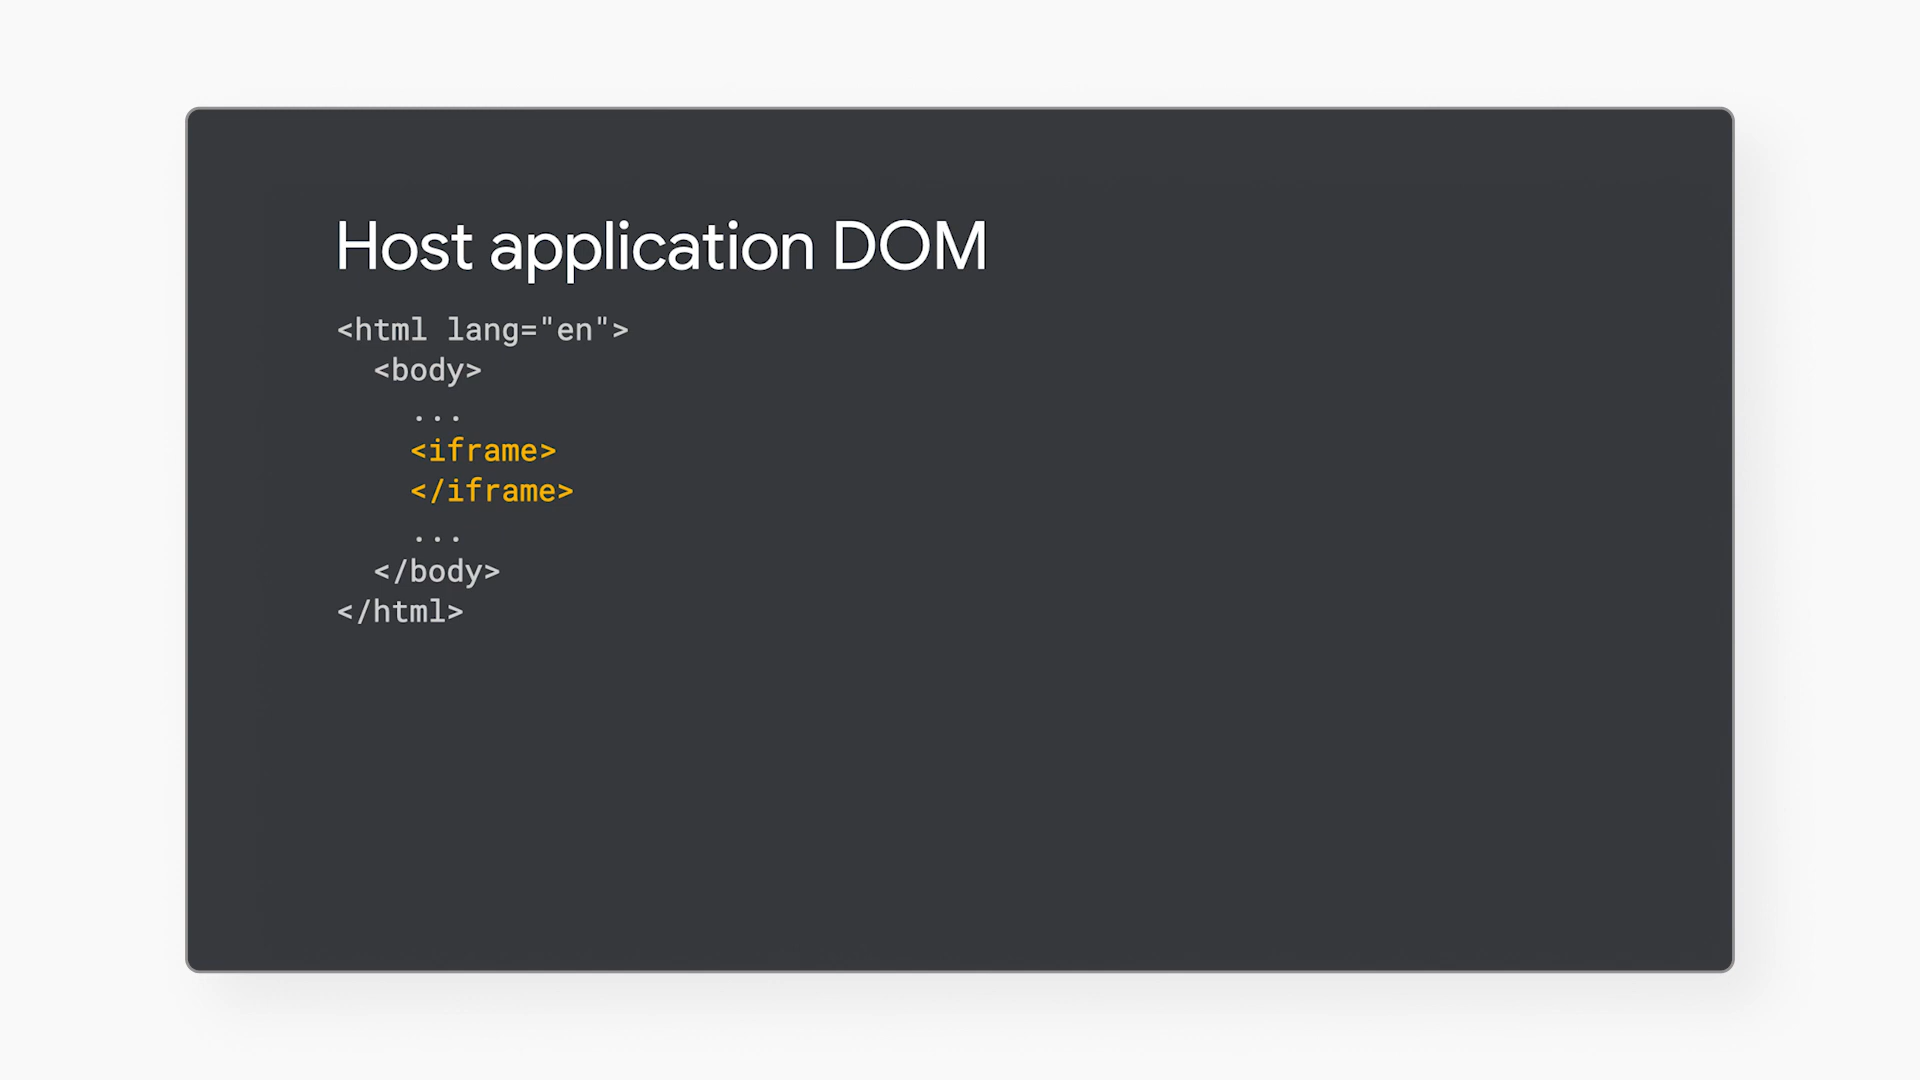 Host application DOM
<html lang="en">
  <body>
    ...
    <iframe>
    </iframe>
    ...
  </body>
</html>